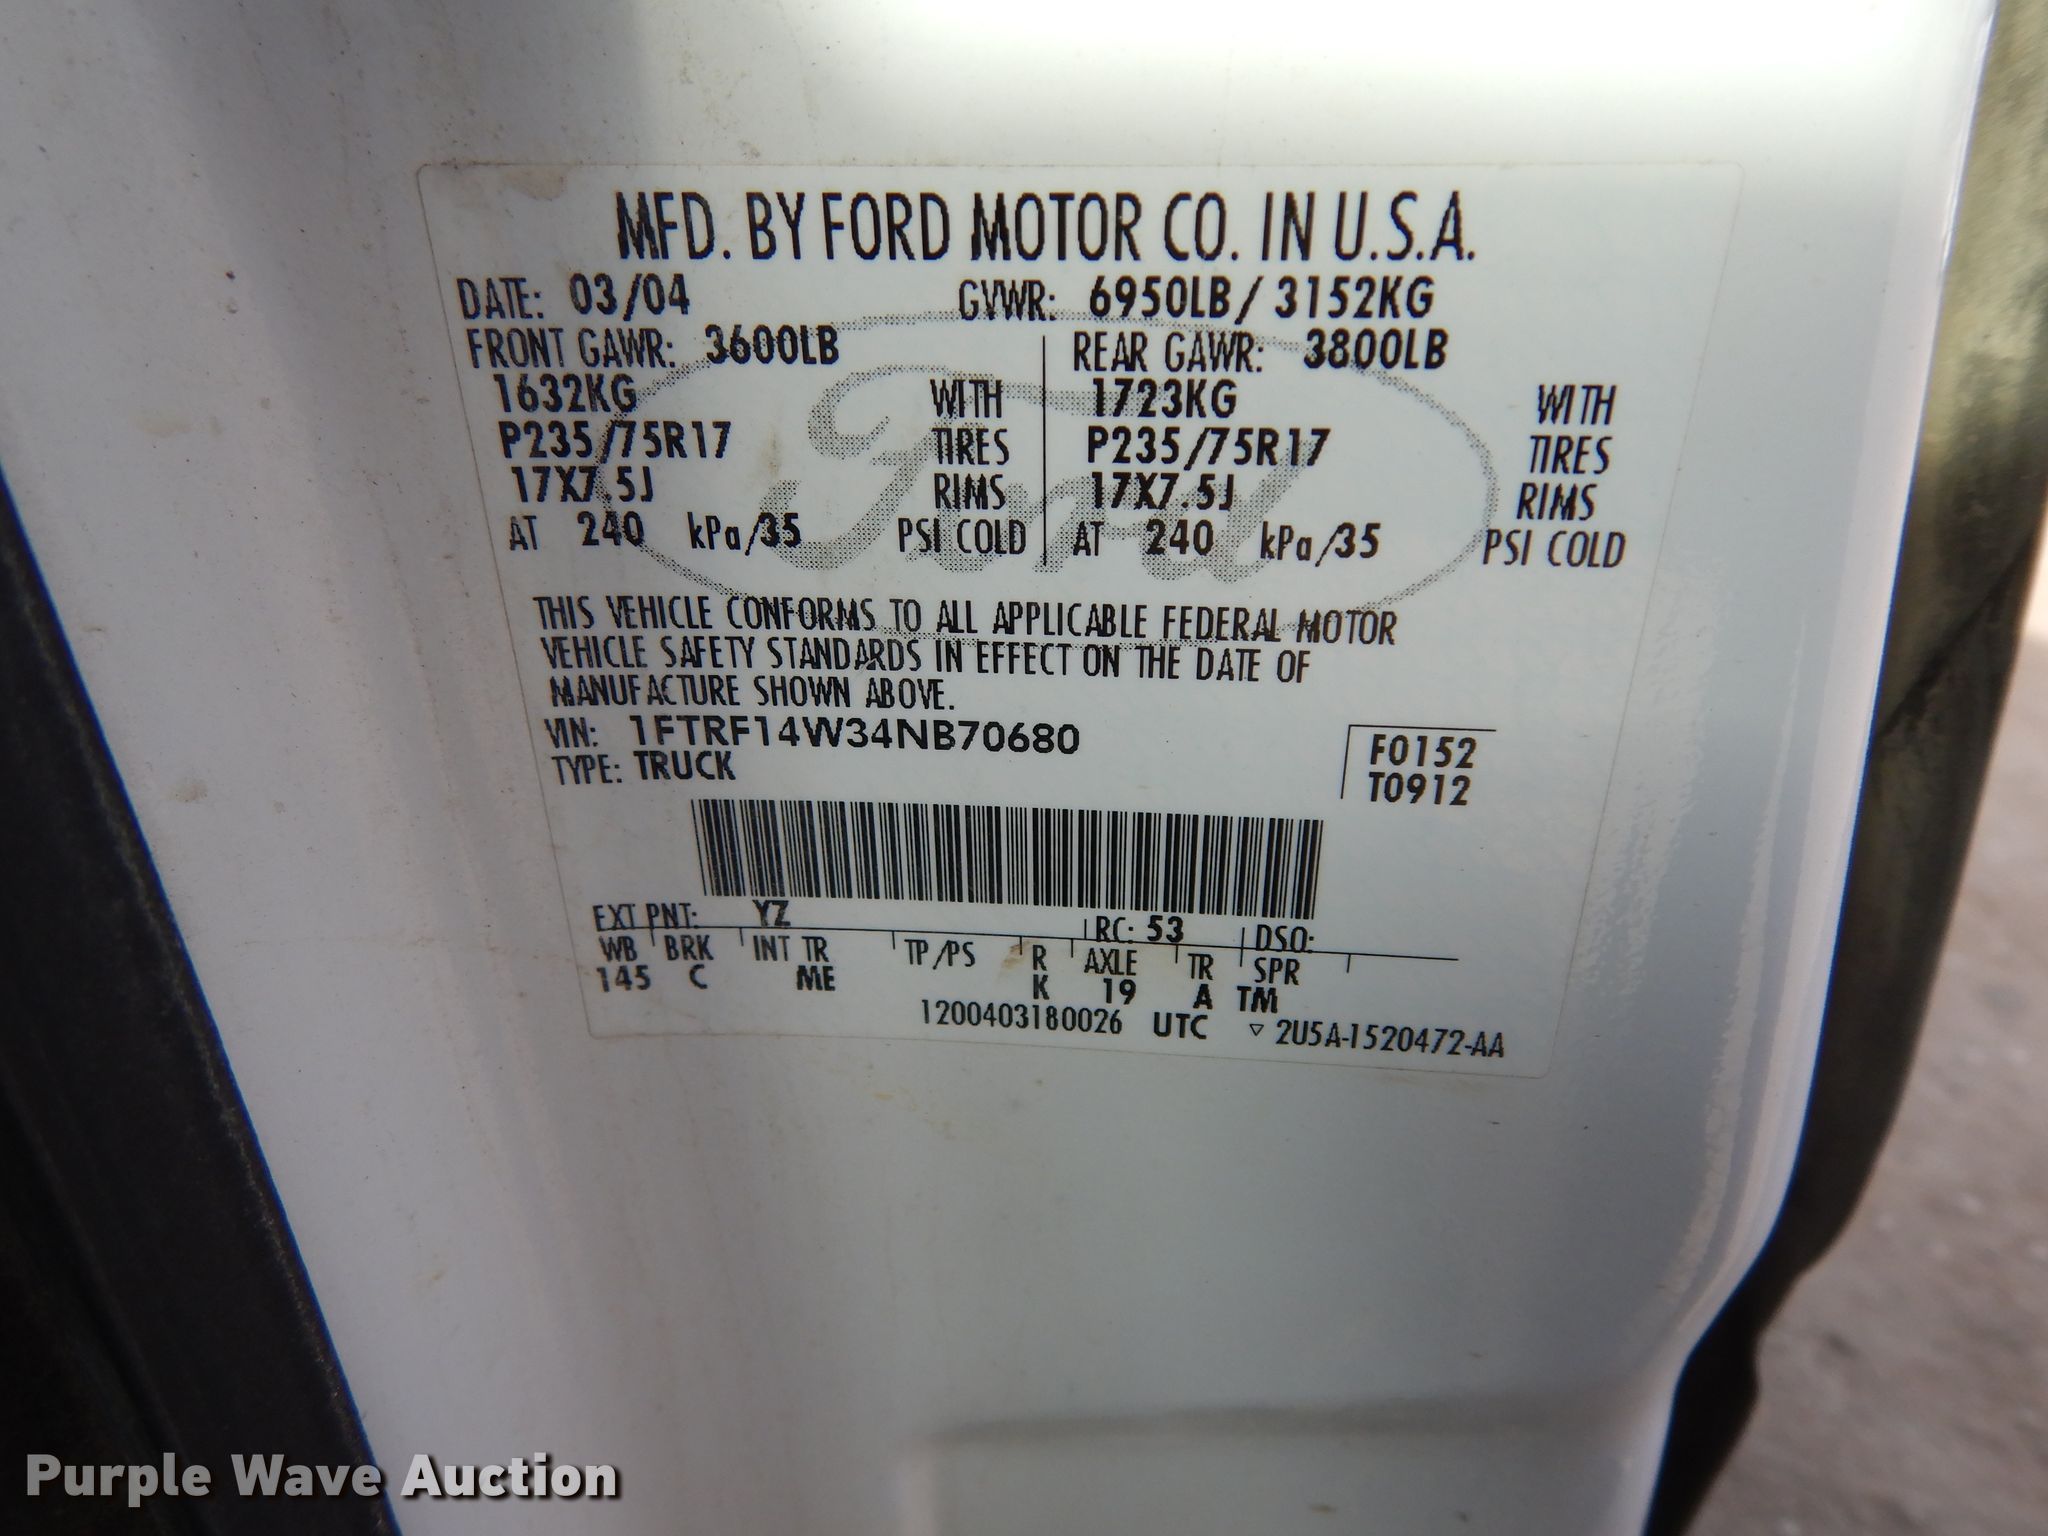 MFD. BY FORD MOTOR CO. IN U.S.A.
DATE: 03/04 GVWR: 6950LB/ 3152KG
FRONT GAWR: 3600LB REAR GAWR: 3800LB
1632KG WITH 1723KG WITH
P235/75R17 TIRES P235/75R17 TIRES
17X7.5J RIMS 17X7.5J RIMS
AT 240 kPa/35 PSI COLD AT 240 kPa/35 PSI COLD
Ford
THIS VEHICLE CONFORMS TO ALL APPLICABLE FEDERAL MOTOR
VEHICLE SAFETY STANDARDS IN EFFECT ON THE DATE OF
MANUFACTURE SHOWN ABOVE.
VIN: 1FTRF14W34NB70680 F0152
TYPE: TRUCK T0912
EXT PNT: YZ RC: 53 DSO:
WB BRK INT TR TP/PS R AXLE TR SPR
145 C ME K 19 A TM
1200403180026 UTC ▽ 2U5A-1520472-AA
Purple Wave Auction